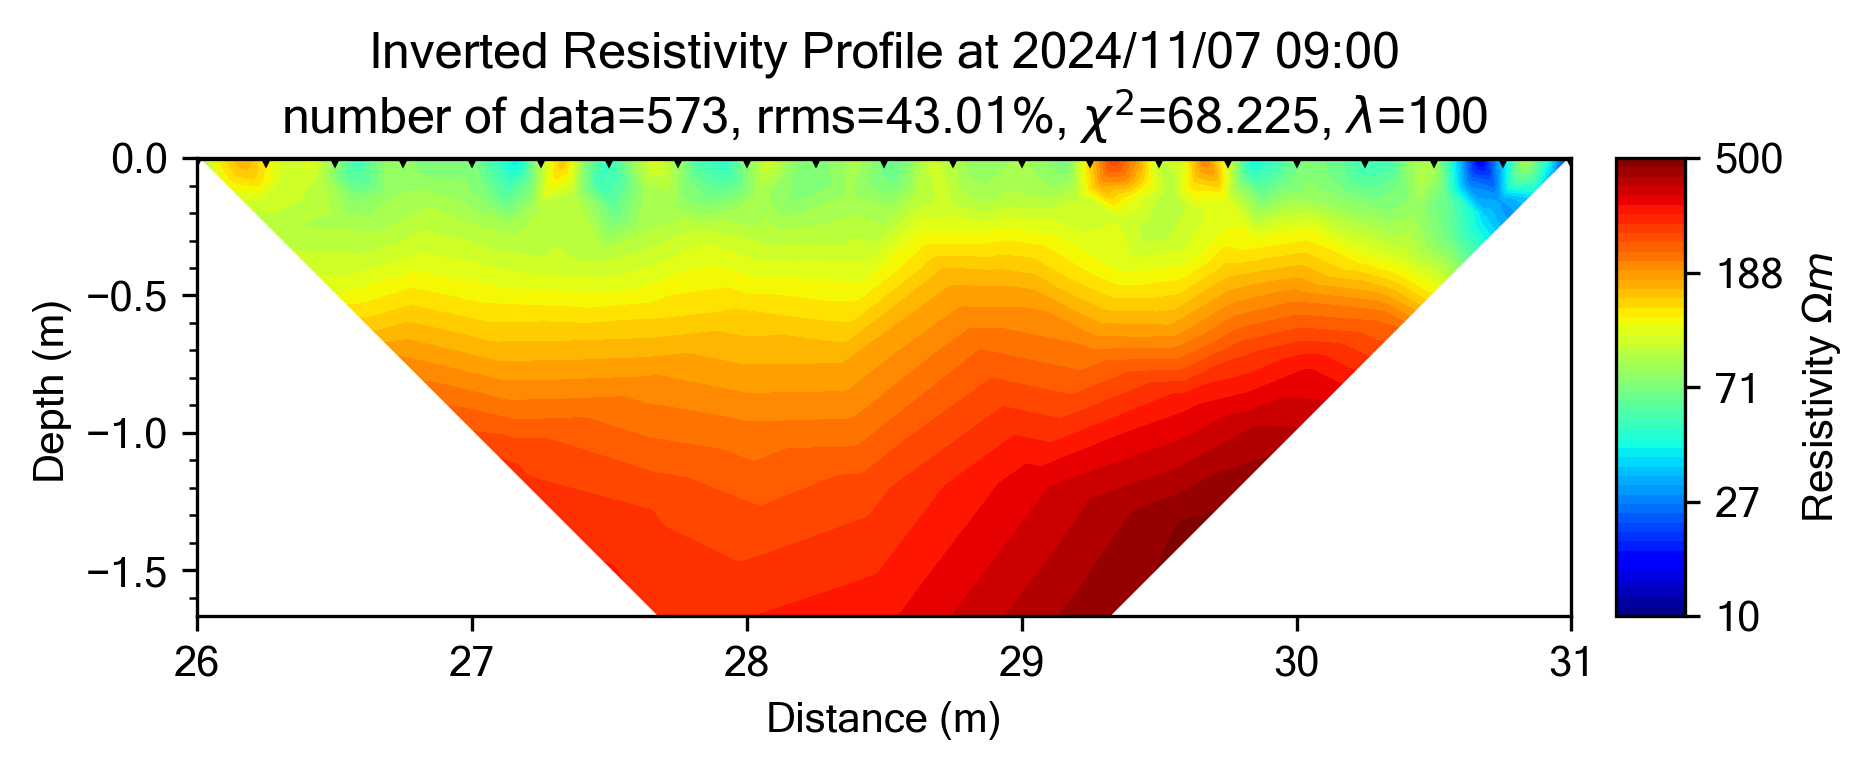 Inverted Resistivity Profile at 2024/11/07 09:00
number of data=573, rrms=43.01%, χ²=68.225, λ=100
0.0
−0.5
−1.0
−1.5
Depth (m)
26 27 28 29 30 31
Distance (m)
500
188
71
27
10
Resistivity Ωm